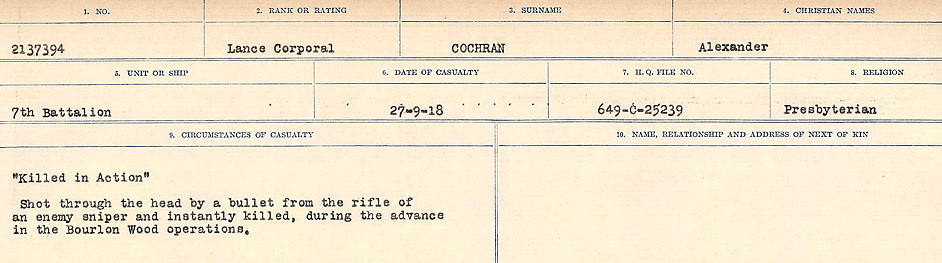 1. NO. 2. RANK OR RATING 3. SURNAME 4. CHRISTIAN NAMES
2137394 Lance Corporal COCHRAN Alexander
5. UNIT OR SHIP 6. DATE OF CASUALTY 7. H. Q. FILE NO. 8. RELIGION
7th Battalion 27-9-18 649-C-25239 Presbyterian
9. CIRCUMSTANCES OF CASUALTY 10. NAME, RELATIONSHIP AND ADDRESS OF NEXT OF KIN
"Killed in Action"
Shot through the head by a bullet from the rifle of
an enemy sniper and instantly killed, during the advance
in the Bourlon Wood operations.